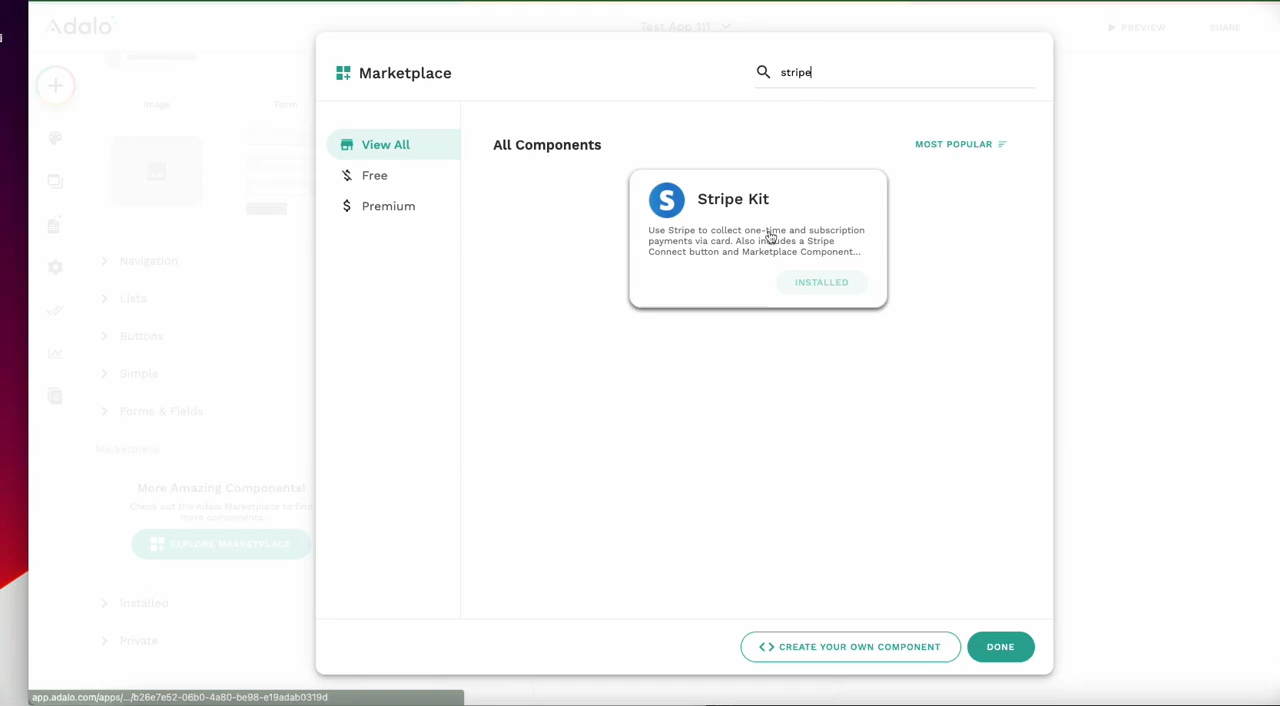 Adalo
Test App 111
PREVIEW
SHARE
Marketplace
stripe
Image
Form
View All
Free
Premium
All Components
MOST POPULAR
S
Stripe Kit
Use Stripe to collect one-time and subscription
payments via card. Also includes a Stripe
Connect button and Marketplace Component...
INSTALLED
Navigation
Lists
Buttons
Simple
Forms & Fields
Marketplace
More Amazing Components!
Check out the Adalo Marketplace to find
more components.
EXPLORE MARKETPLACE
Installed
Private
CREATE YOUR OWN COMPONENT
DONE
app.adalo.com/apps/.../b26e7e52-06b0-4a80-be98-e19adab0319d